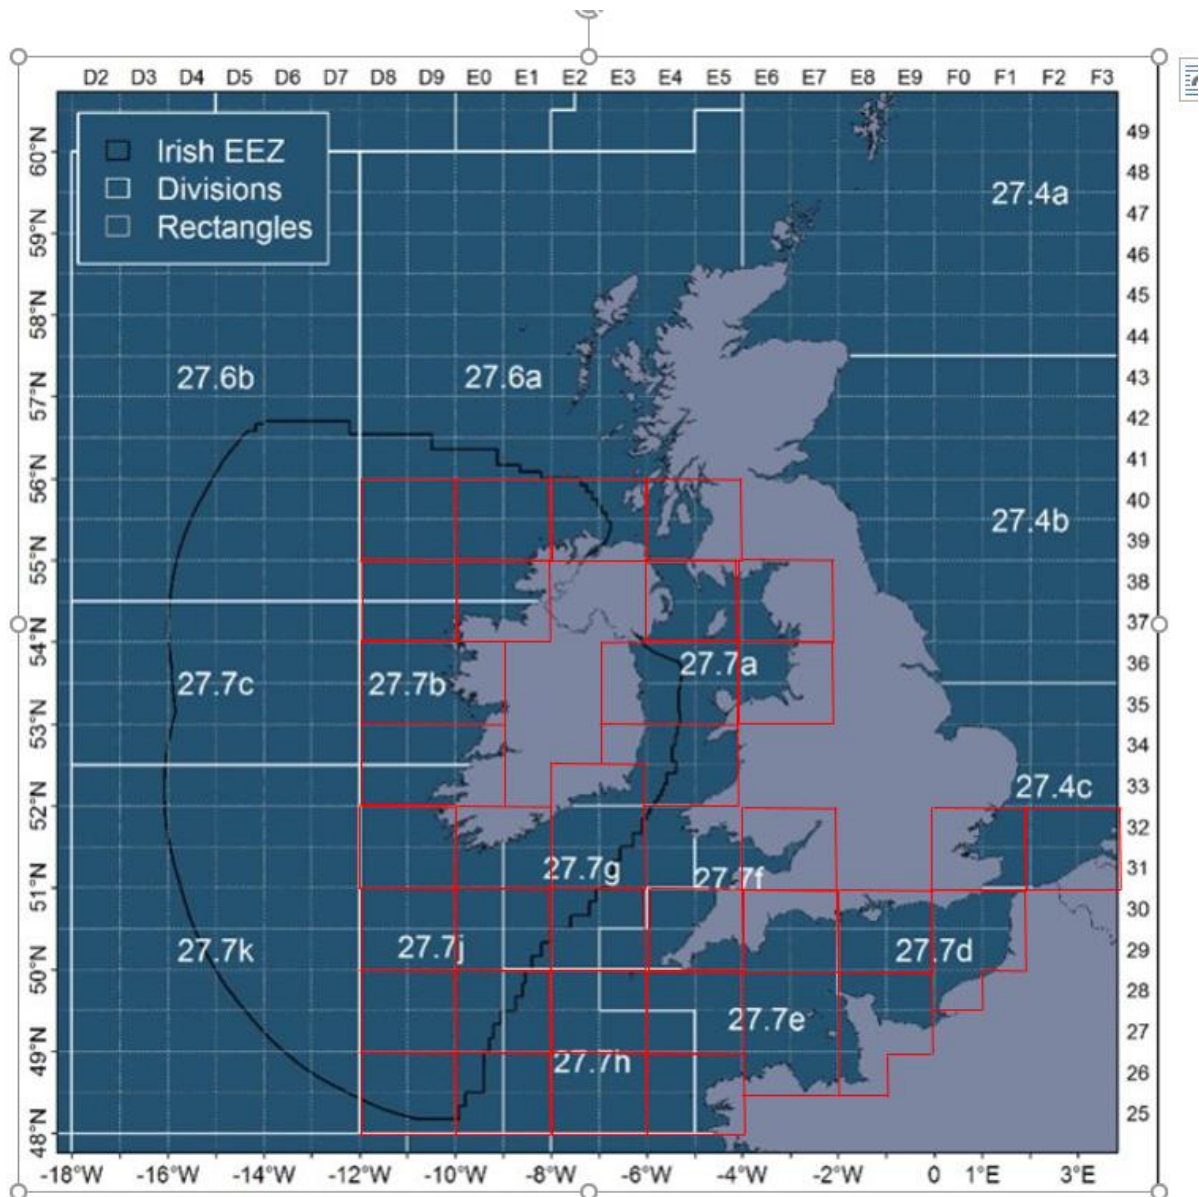 D2 D3 D4 D5 D6 D7 D8 D9 E0 E1 E2 E3 E4 E5 E6 E7 E8 E9 F0 F1 F2 F3
Irish EEZ
Divisions
Rectangles
60°N
59°N
58°N
57°N
56°N
55°N
54°N
53°N
52°N
51°N
50°N
49°N
48°N
27.4a
27.6b
27.6a
27.4b
27.7a
27.7c
27.7b
27.4c
27.7g
27.7f
27.7k
27.7j
27.7d
27.7e
27.7h
49
48
47
46
45
44
43
42
41
40
39
38
37
36
35
34
33
32
31
30
29
28
27
26
25
-18°W -16°W -14°W -12°W -10°W -8°W -6°W -4°W -2°W 0 1°E 3°E